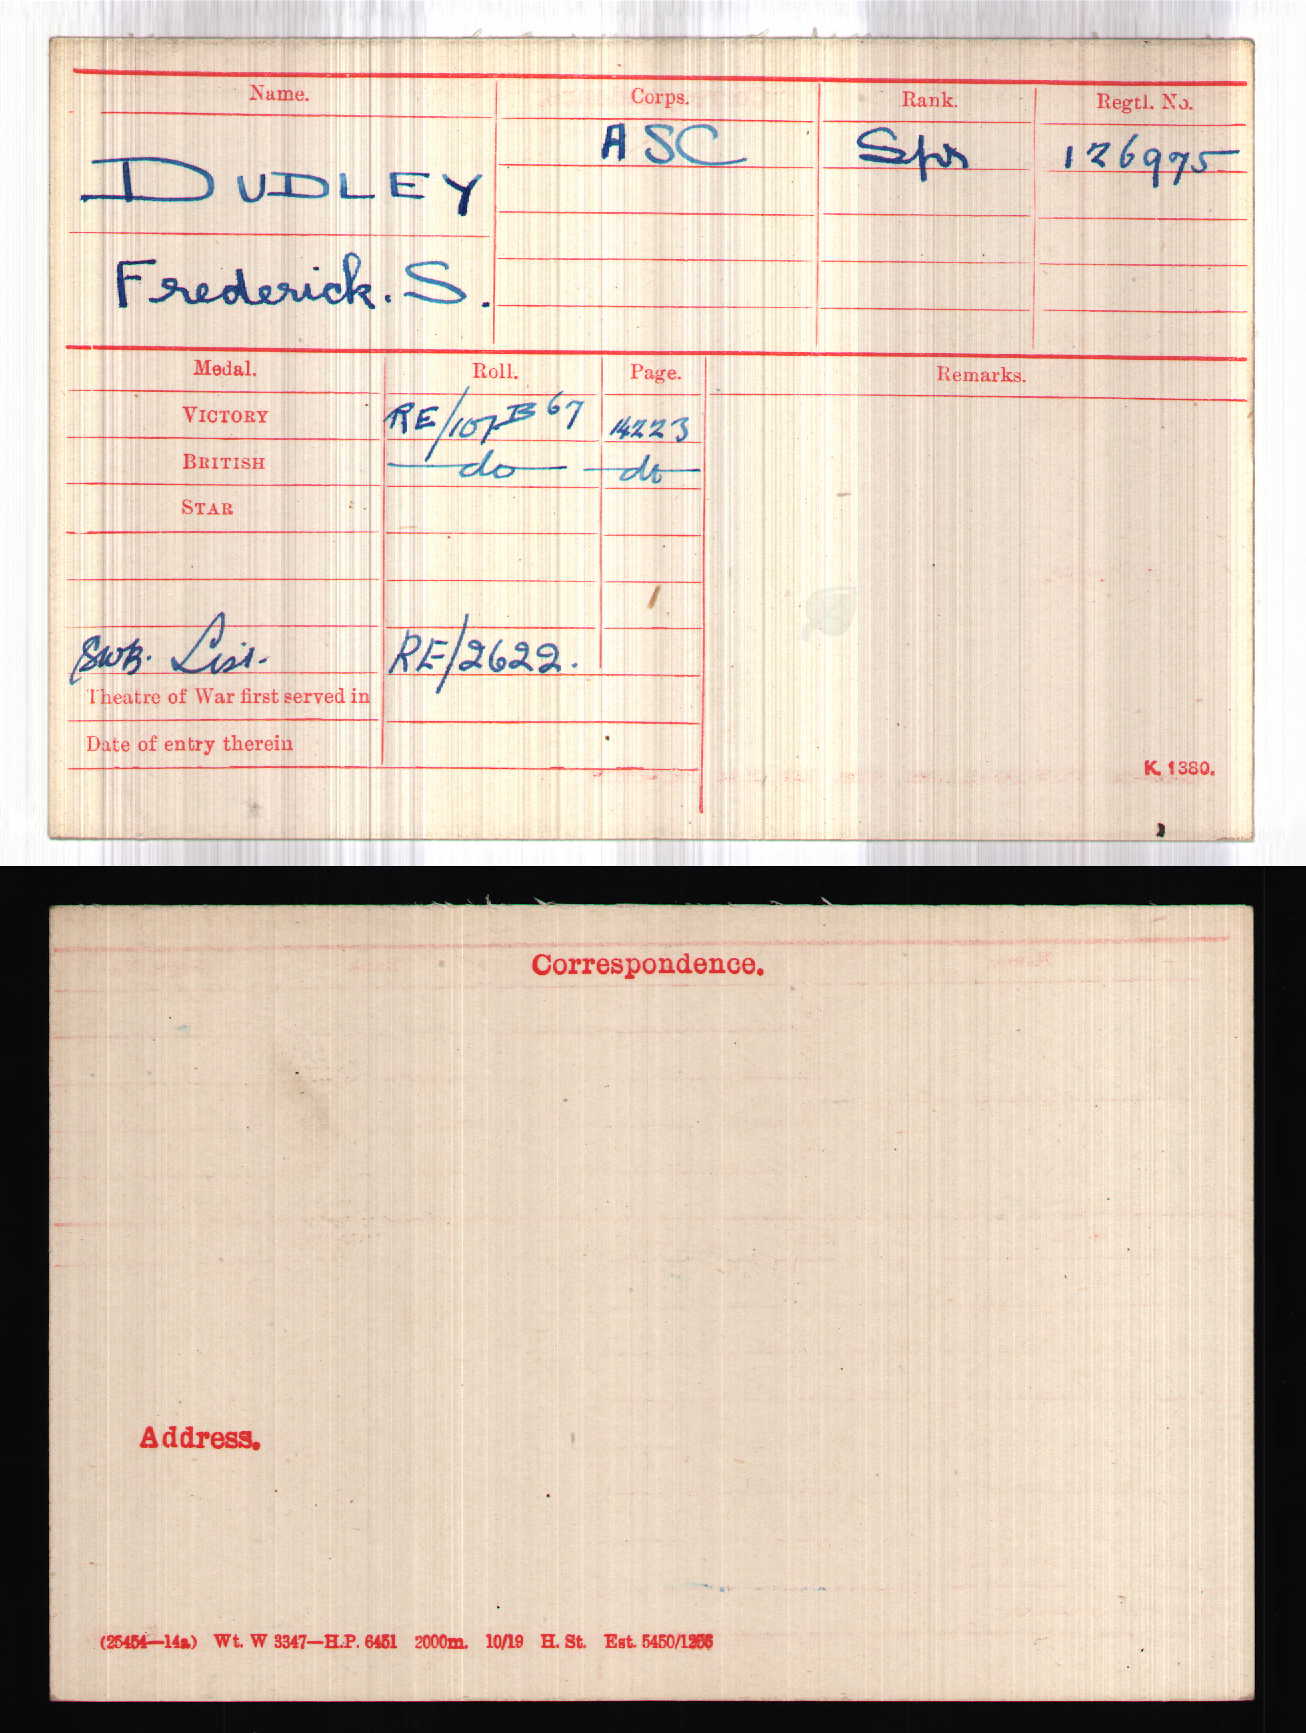 Name. Corps. Rank. Regtl. No.
DUDLEY ASC Spr 126975
Frederick. S.
Medal. Roll. Page. Remarks.
VICTORY RE/107B67 14223
BRITISH do do
STAR
SWB. List. RE/2622.
Theatre of War first served in
Date of entry therein
K. 1380.
Correspondence.
Address.
(25454—14a) Wt. W 3347—H.P. 6451 2000m. 10/19 H. St. Est. 5450/1256